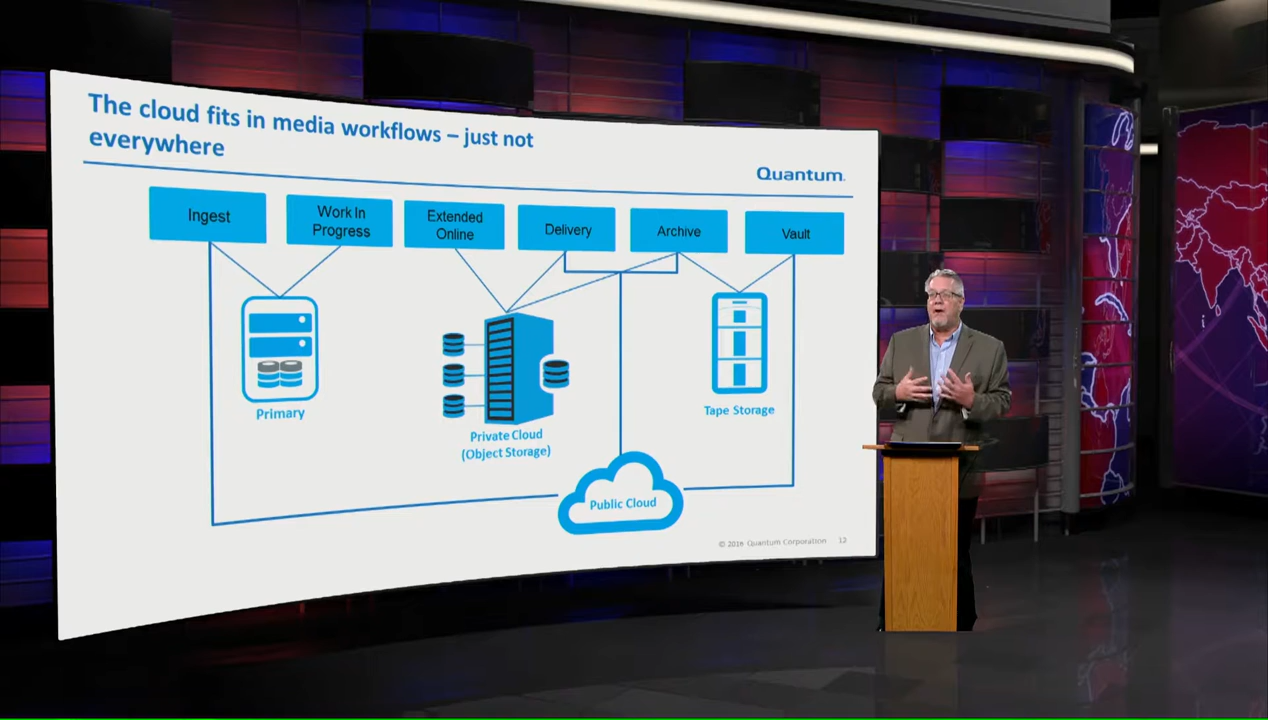 The cloud fits in media workflows – just not
everywhere
Quantum.
Ingest
Work In
Progress
Extended
Online
Delivery
Archive
Vault
Primary
Private Cloud
(Object Storage)
Tape Storage
Public Cloud
© 2016 Quantum Corporation 12